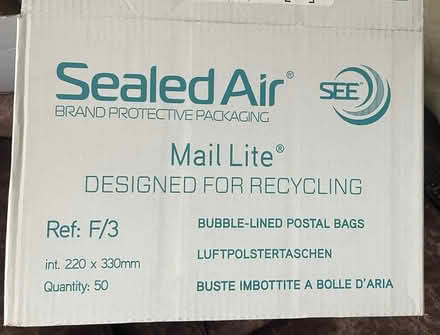 Sealed Air®
BRAND PROTECTIVE PACKAGING
SEE™
Mail Lite®
DESIGNED FOR RECYCLING
Ref: F/3
int. 220 x 330mm
Quantity: 50
BUBBLE-LINED POSTAL BAGS
LUFTPOLSTERTASCHEN
BUSTE IMBOTTITE A BOLLE D'ARIA